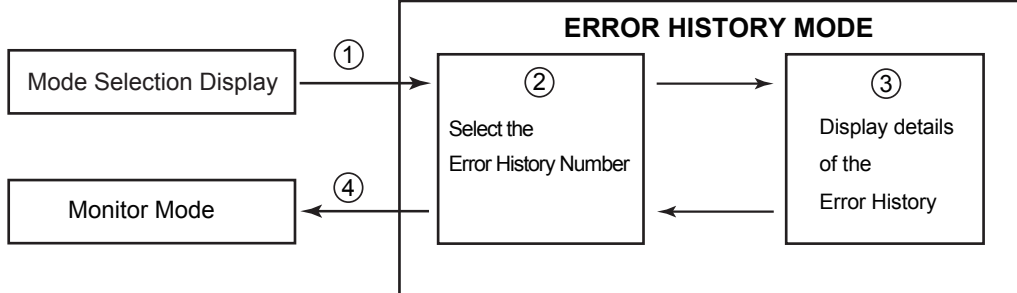 ERROR HISTORY MODE
Mode Selection Display
①
②
Select the
Error History Number
③
Display details
of the
Error History
④
Monitor Mode